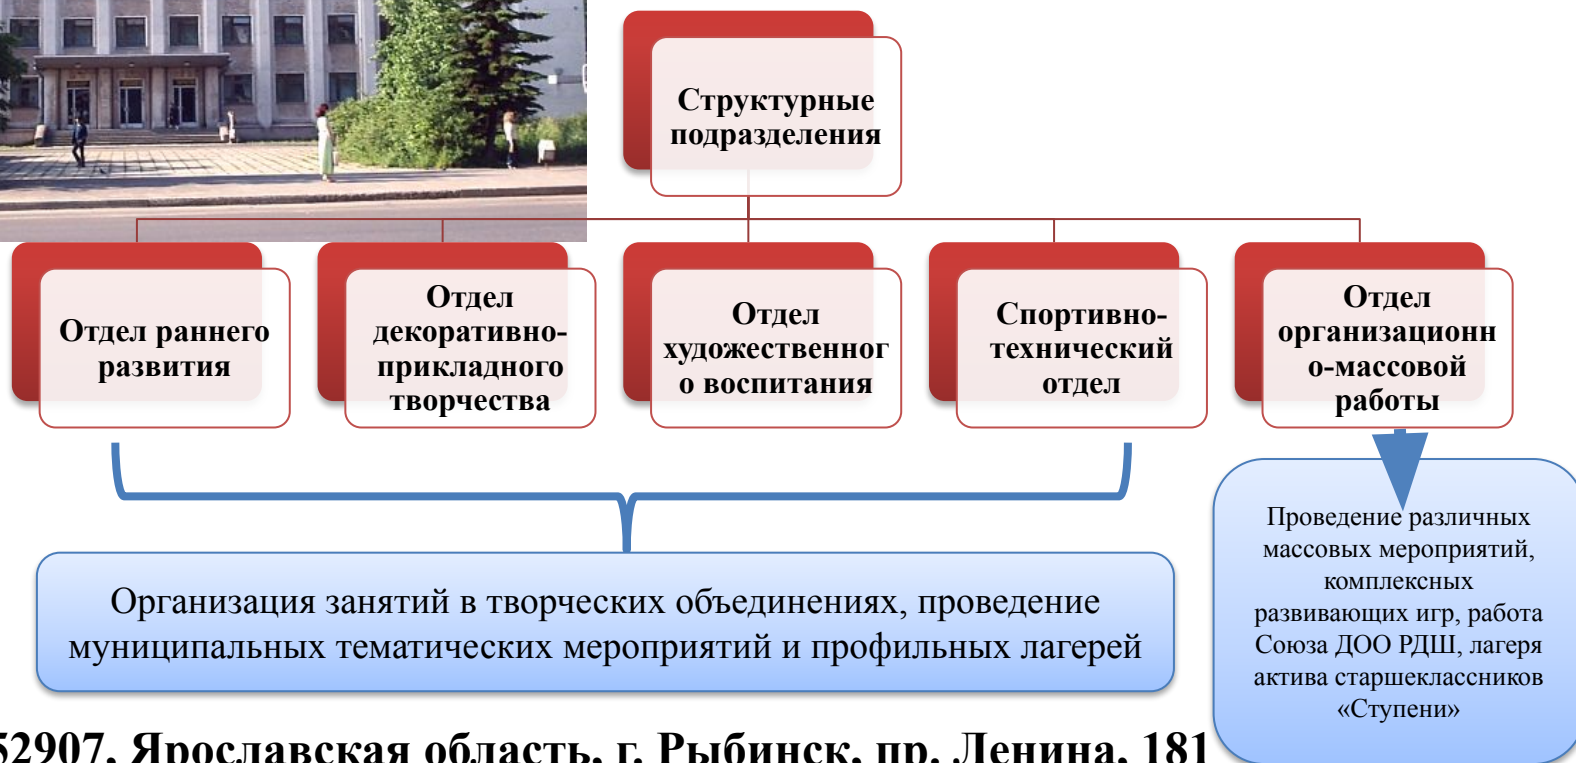 Структурные
подразделения
Отдел раннего
развития
Отдел
декоративно-
прикладного
творчества
Отдел
художественног
о воспитания
Спортивно-
технический
отдел
Отдел
организационн
о-массовой
работы
Организация занятий в творческих объединениях, проведение
муниципальных тематических мероприятий и профильных лагерей
Проведение различных
массовых мероприятий,
комплексных
развивающих игр, работа
Союза ДОО РДШ, лагеря
актива старшеклассников
«Ступени»
52907, Ярославская область, г. Рыбинск, пр. Ленина, 181